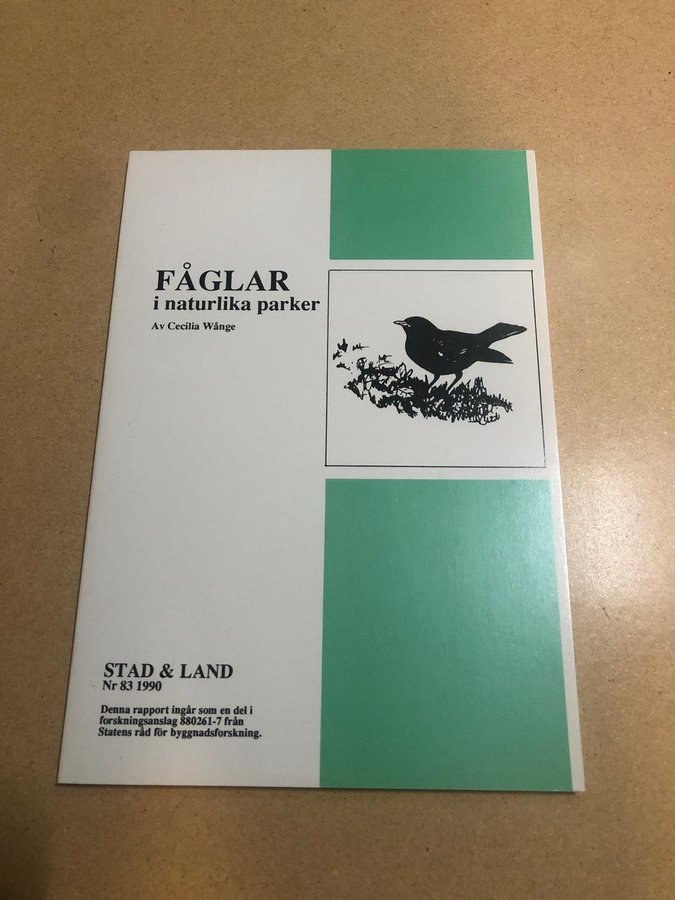 FÅGLAR
i naturlika parker
Av Cecilia Wånge
STAD & LAND
Nr 83 1990
Denna rapport ingår som en del i
forskningsanslag 880261-7 från
Statens råd för byggnadsforskning.